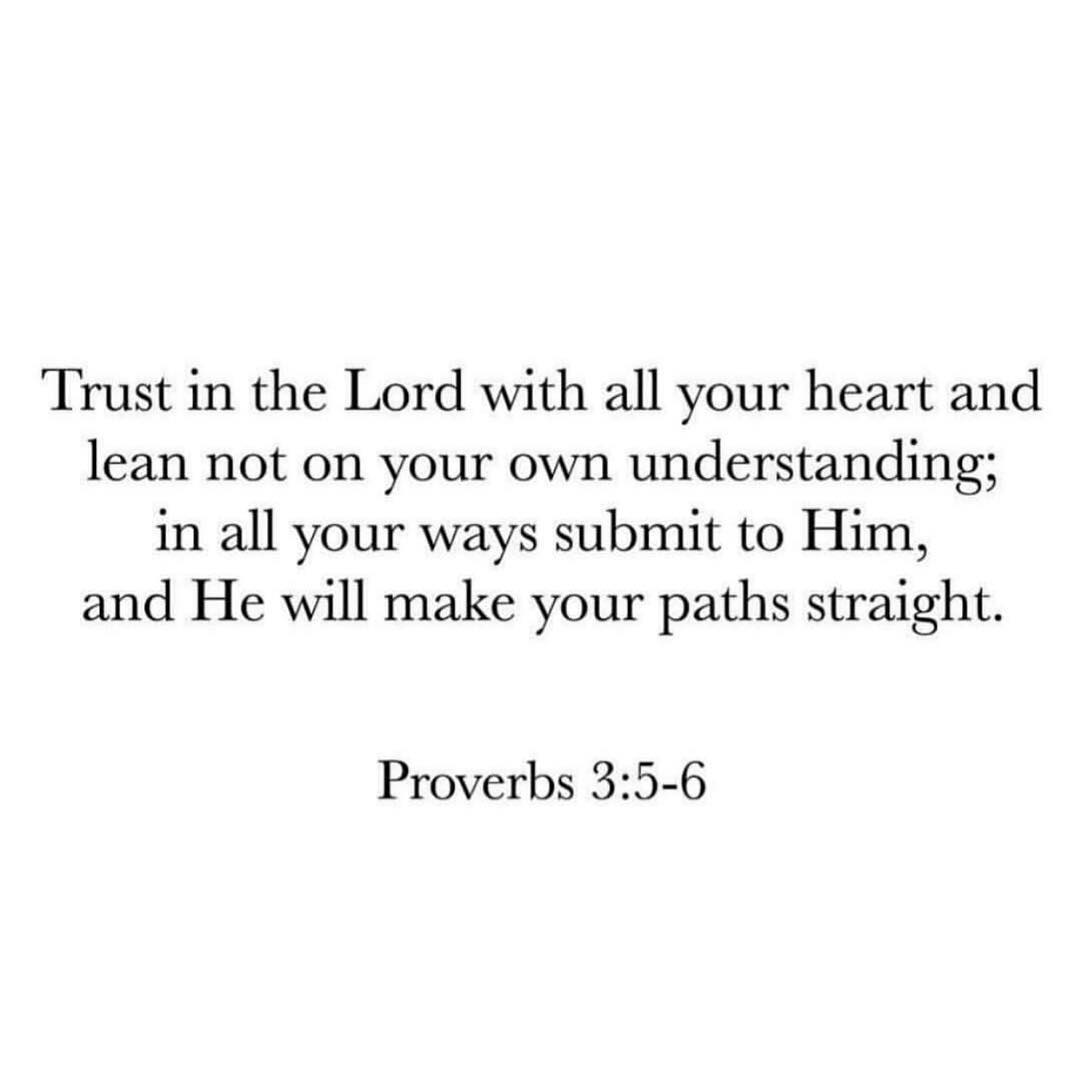 Trust in the Lord with all your heart and
lean not on your own understanding;
in all your ways submit to Him,
and He will make your paths straight.
Proverbs 3:5-6